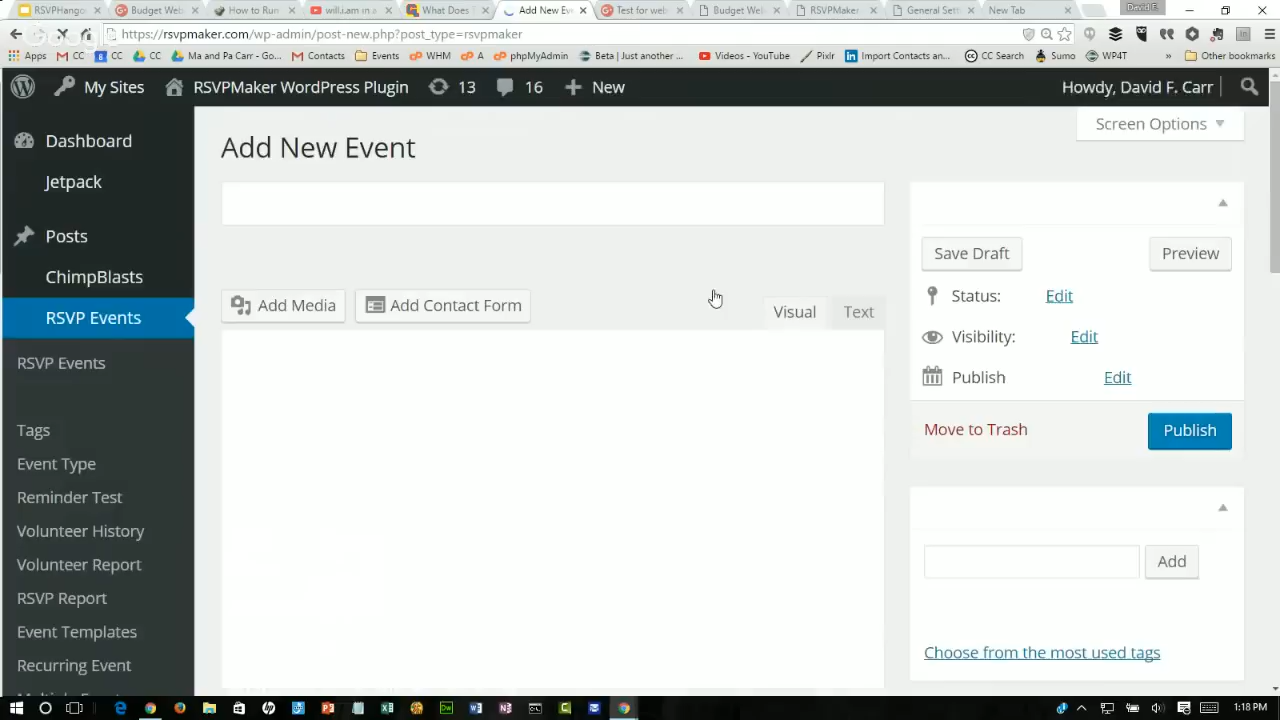 RSVPHango
Budget Web
How to Run
will.i.am in a
What Does
Add New Eve
Test for web
Budget Web
RSVPMaker
General Sett
New Tab
David F.
https://rsvpmaker.com/wp-admin/post-new.php?post_type=rsvpmaker
Apps
CC
CC
CC
Ma and Pa Carr - Go...
Contacts
Events
WHM
A
phpMyAdmin
Beta | Just another ...
Videos - YouTube
Pixlr
Import Contacts an...
CC Search
Sumo
WP4T
»
Other bookmarks
My Sites
RSVPMaker WordPress Plugin
13
16
New
Howdy, David F. Carr
Screen Options
Dashboard
Jetpack
Posts
ChimpBlasts
RSVP Events
RSVP Events
Tags
Event Type
Reminder Test
Volunteer History
Volunteer Report
RSVP Report
Event Templates
Recurring Event
Add New Event
Add Media
Add Contact Form
Visual
Text
Save Draft
Preview
Status:
Edit
Visibility:
Edit
Publish
Edit
Move to Trash
Publish
Add
Choose from the most used tags
1:18 PM